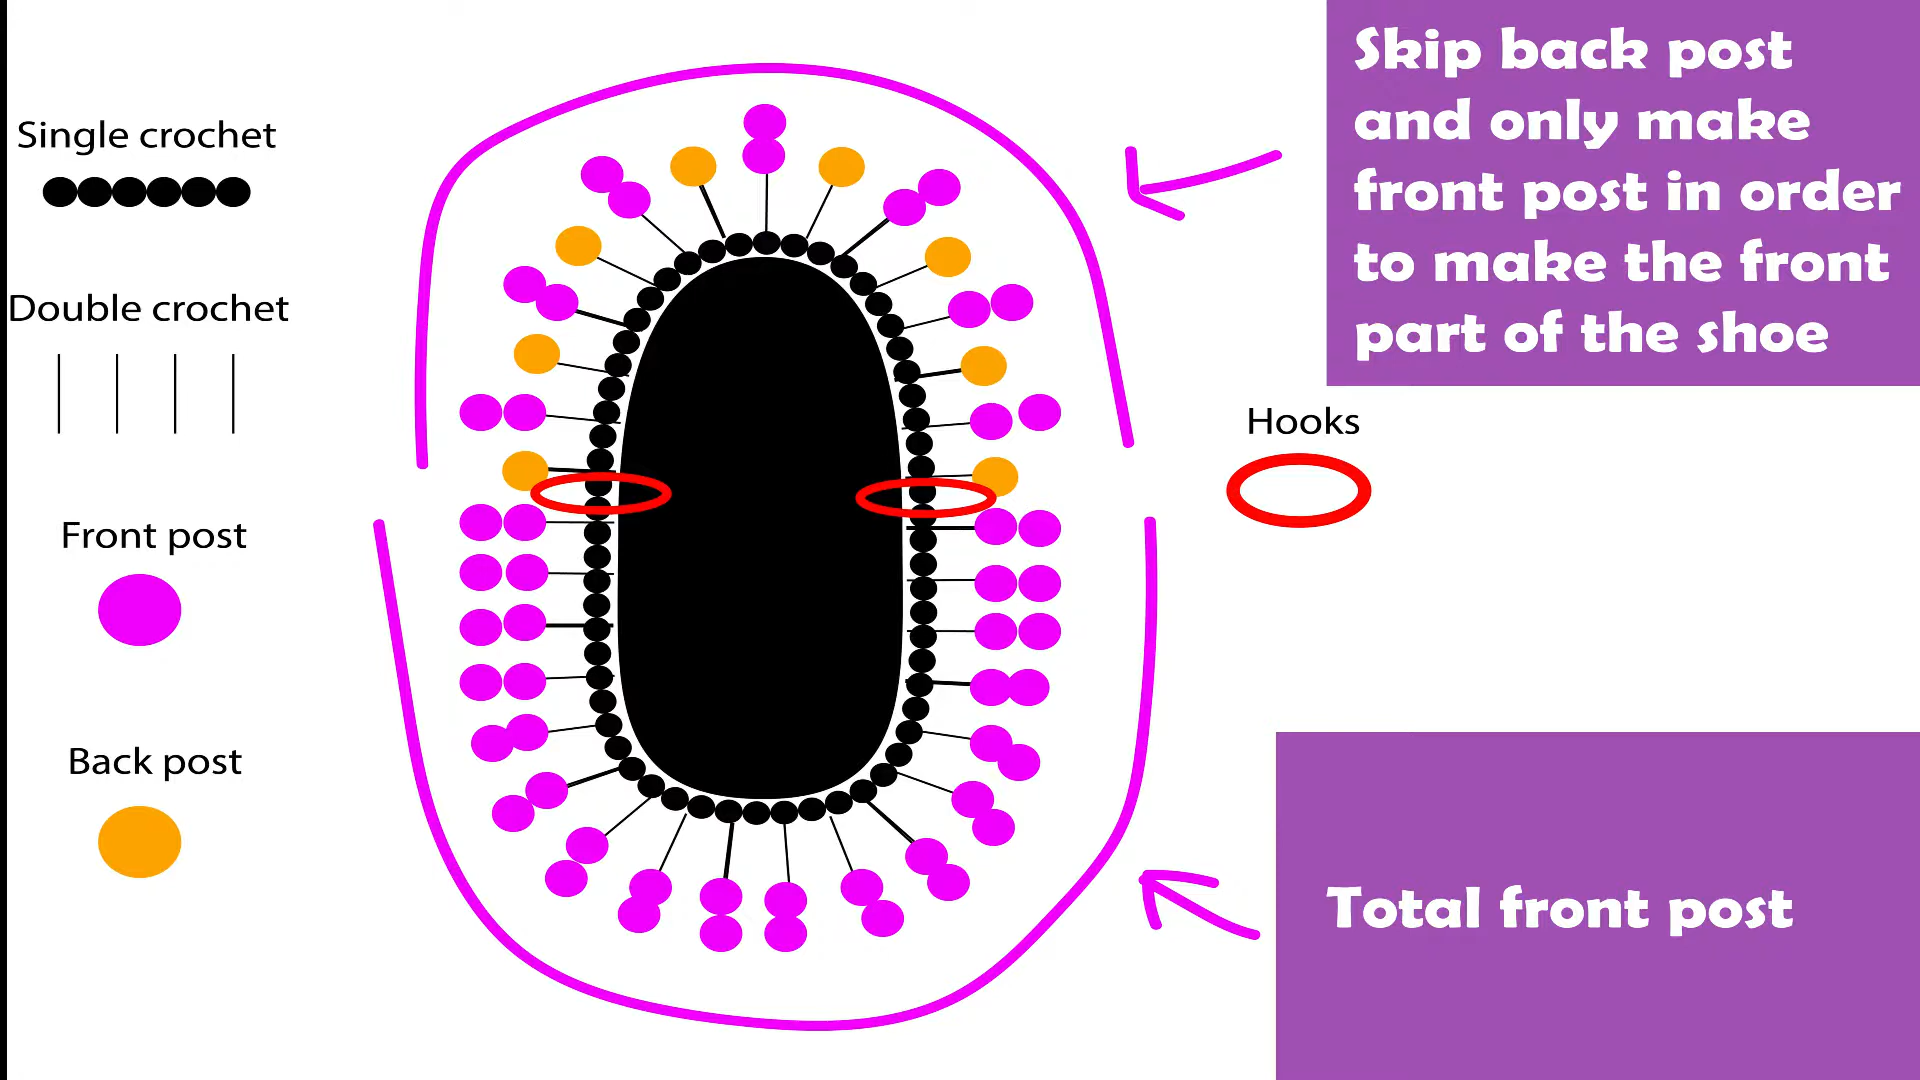 Single crochet
Double crochet
Front post
Back post
Skip back post
and only make
front post in order
to make the front
part of the shoe
Hooks
Total front post